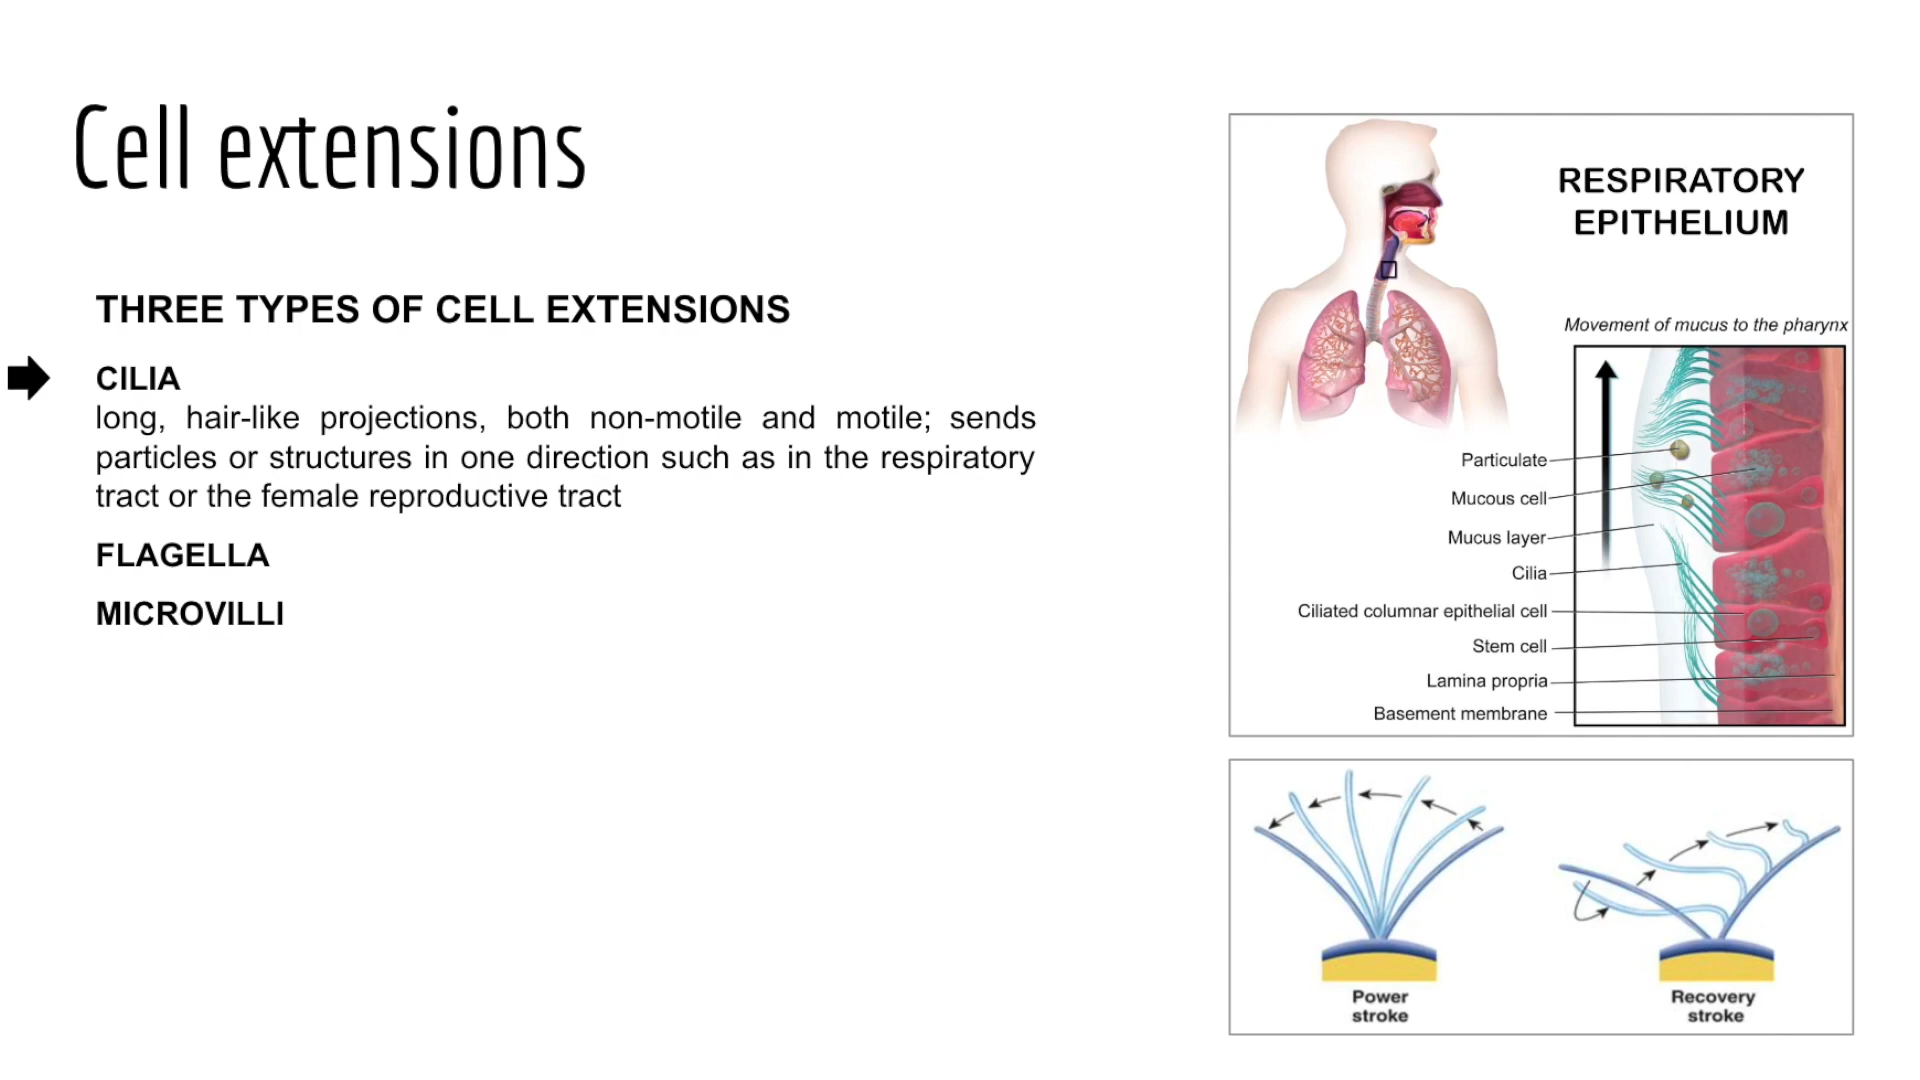 Cell extensions
THREE TYPES OF CELL EXTENSIONS
CILIA
long, hair-like projections, both non-motile and motile; sends
particles or structures in one direction such as in the respiratory
tract or the female reproductive tract
FLAGELLA
MICROVILLI
RESPIRATORY
EPITHELIUM
Movement of mucus to the pharynx
Particulate
Mucous cell
Mucus layer
Cilia
Ciliated columnar epithelial cell
Stem cell
Lamina propria
Basement membrane
Power
stroke
Recovery
stroke